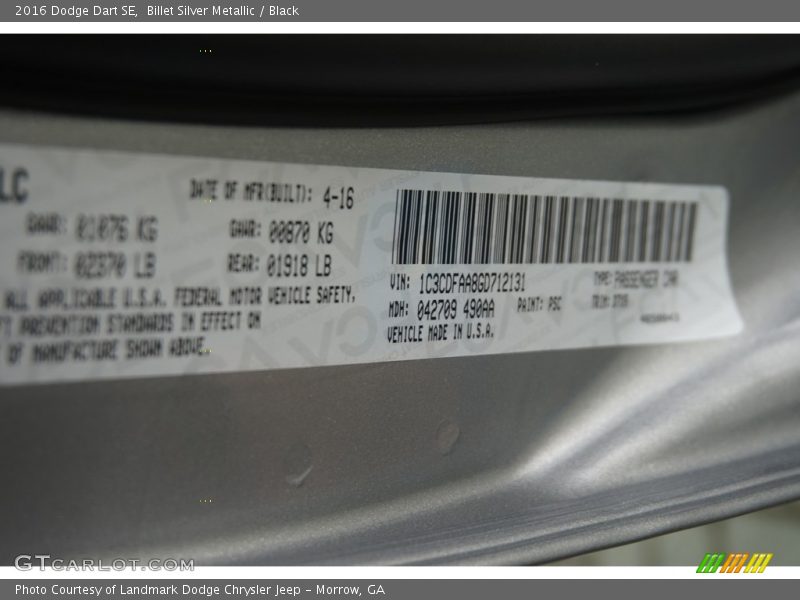 2016 Dodge Dart SE,  Billet Silver Metallic / Black
LC
DATE OF MFR(BUILT): 4-16
GAWR: 01076 KG GAWR: 00870 KG
FRONT: 02370 LB REAR: 01918 LB
ALL APPLICABLE U.S.A. FEDERAL MOTOR VEHICLE SAFETY,
PREVENTION STANDARDS IN EFFECT ON
OF MANUFACTURE SHOWN ABOVE.
VIN: 1C3CDFAA8GD712131 TYPE: PASSENGER CAR
MDH: 042709 490AA PAINT: PSC TRIM:
VEHICLE MADE IN U.S.A.
GTCARLOT.COM
Photo Courtesy of Landmark Dodge Chrysler Jeep – Morrow, GA